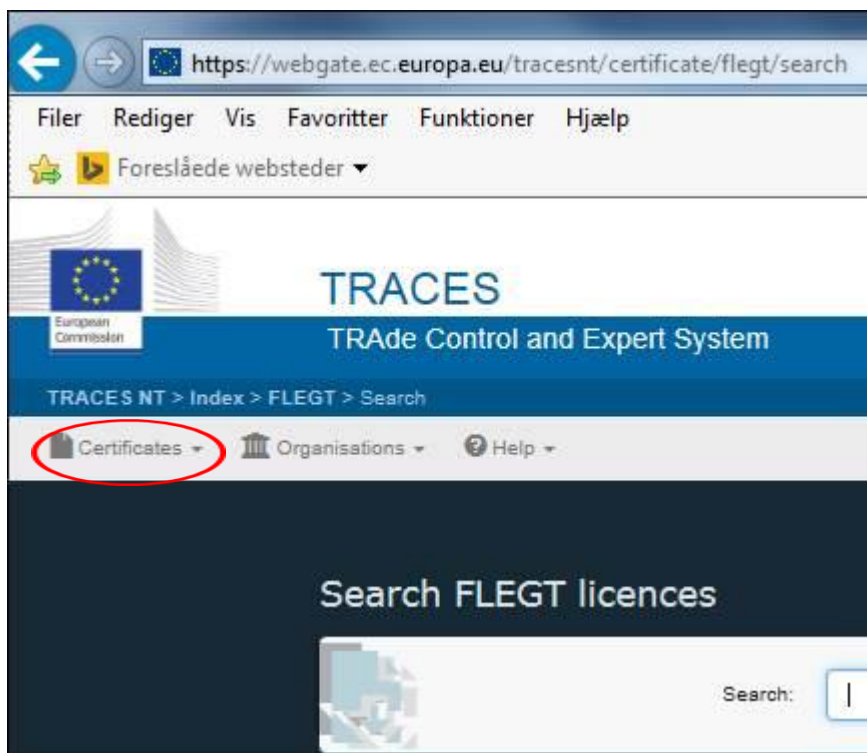 https://webgate.ec.europa.eu/tracesnt/certificate/flegt/search
Filer Rediger Vis Favoritter Funktioner Hjælp
Foreslåede websteder
TRACES
European
Commission
TRAde Control and Expert System
TRACES NT > Index > FLEGT > Search
Certificates Organisations Help
Search FLEGT licences
Search: